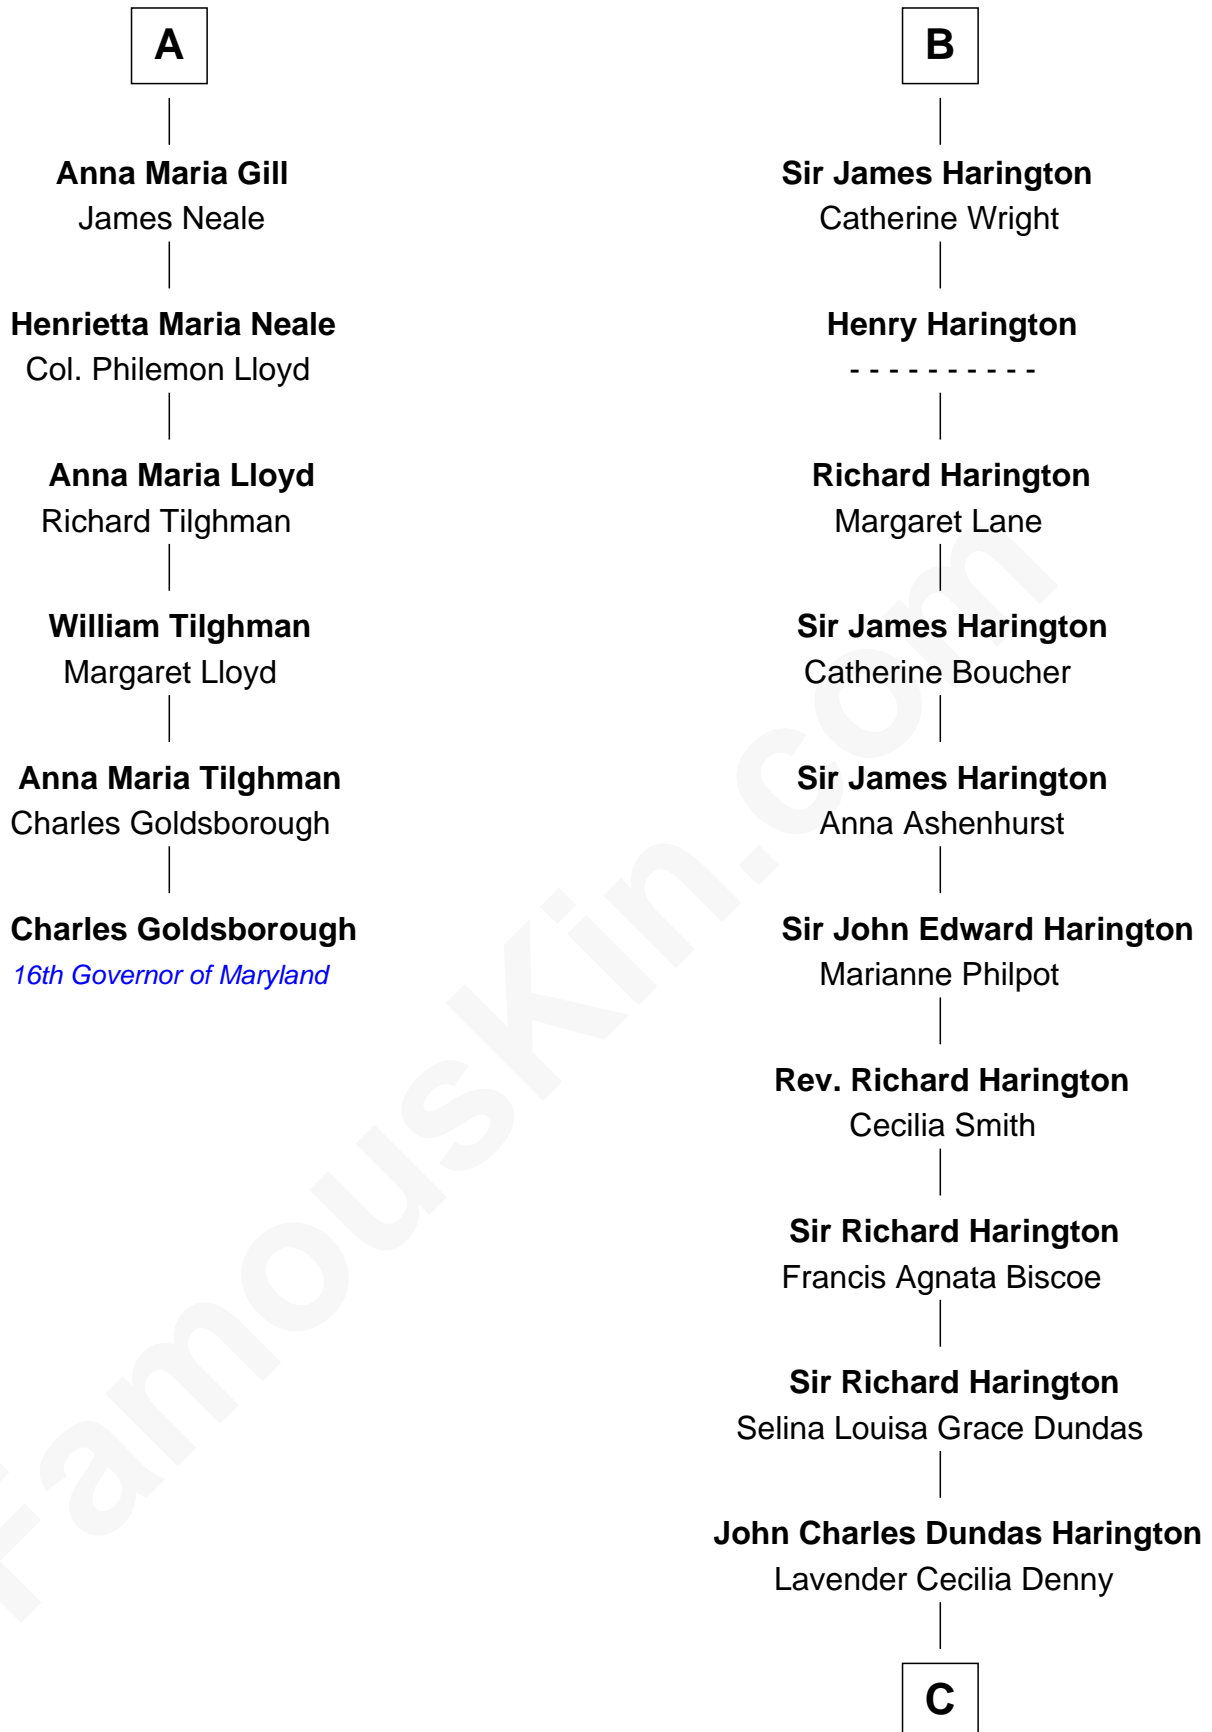 A
Anna Maria Gill
James Neale
Henrietta Maria Neale
Col. Philemon Lloyd
Anna Maria Lloyd
Richard Tilghman
William Tilghman
Margaret Lloyd
Anna Maria Tilghman
Charles Goldsborough
Charles Goldsborough
16th Governor of Maryland
B
Sir James Harington
Catherine Wright
Henry Harington
- - - - - - - - - -
Richard Harington
Margaret Lane
Sir James Harington
Catherine Boucher
Sir James Harington
Anna Ashenhurst
Sir John Edward Harington
Marianne Philpot
Rev. Richard Harington
Cecilia Smith
Sir Richard Harington
Francis Agnata Biscoe
Sir Richard Harington
Selina Louisa Grace Dundas
John Charles Dundas Harington
Lavender Cecilia Denny
C
FamousKin.com